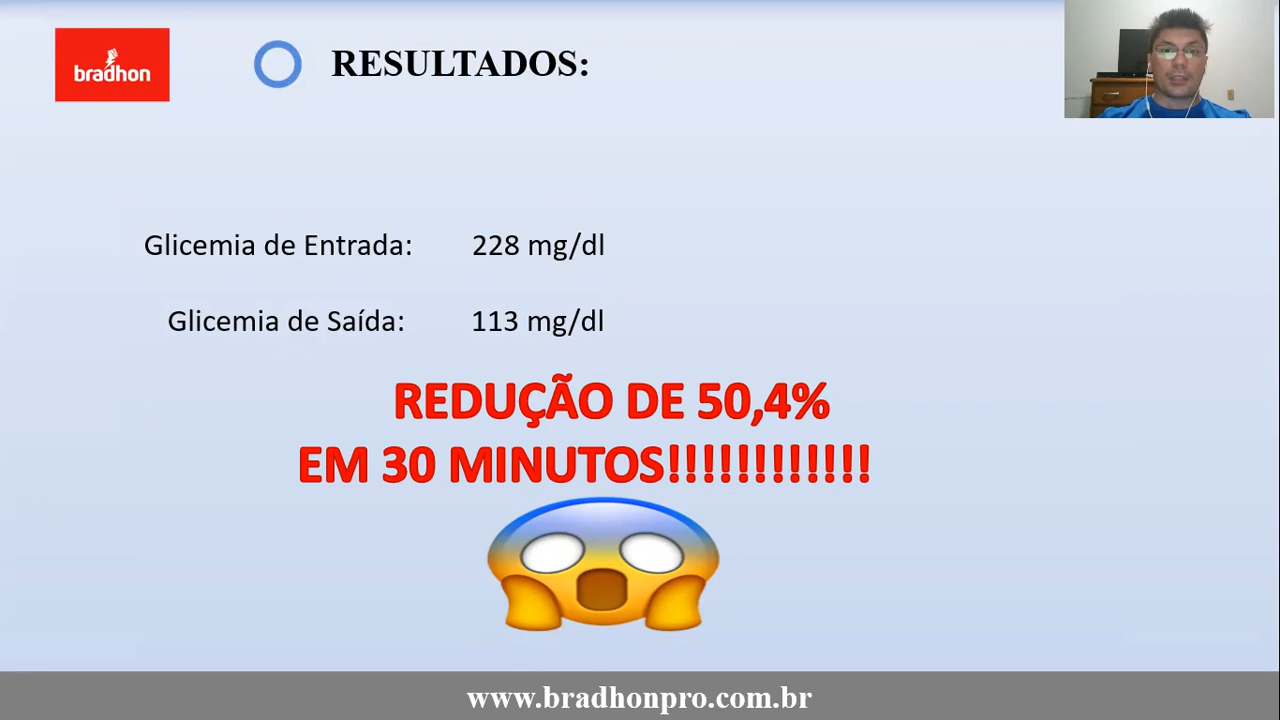 bradhon
RESULTADOS:
Glicemia de Entrada: 228 mg/dl
Glicemia de Saída: 113 mg/dl
REDUÇÃO DE 50,4%
EM 30 MINUTOS!!!!!!!!!!!!
www.bradhonpro.com.br